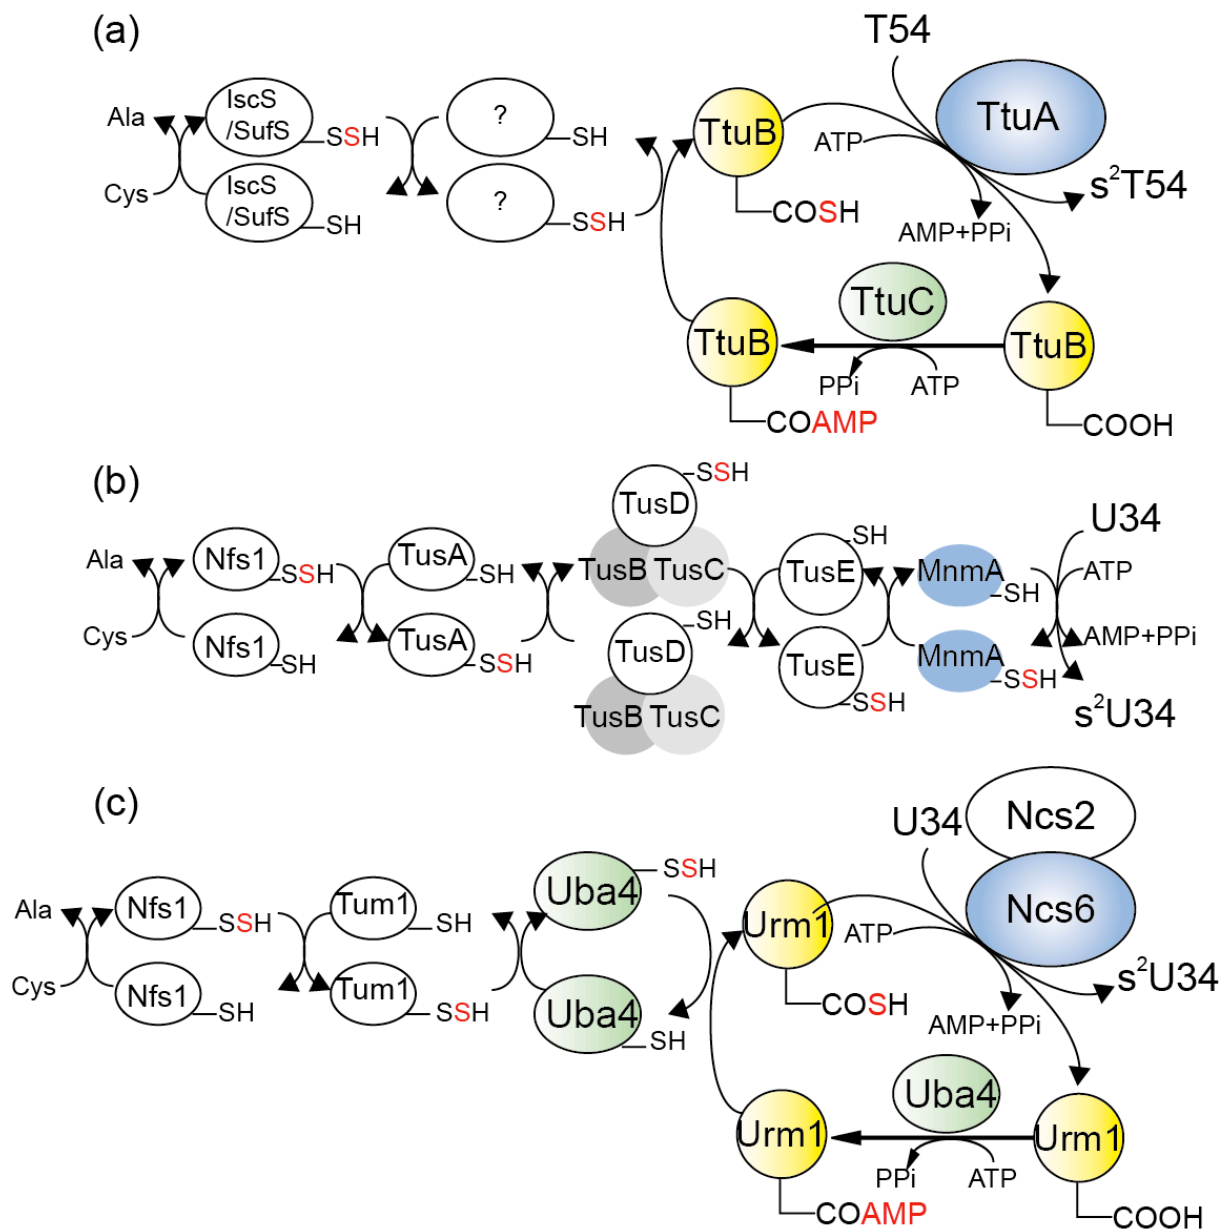 (a)
T54
Ala
IscS
/SufS
SSH
?
SH
TtuB
ATP
TtuA
Cys
IscS
/SufS
SH
?
SSH
COSH
s²T54
AMP+PPi
TtuC
TtuB
TtuB
PPi
ATP
COAMP
COOH
(b)
SSH
TusD
U34
Ala
Nfs1
SSH
TusA
SH
TusB
TusC
SH
TusE
MnmA
SH
ATP
Cys
Nfs1
SH
TusA
SSH
SH
TusD
TusE
SSH
MnmA
SSH
AMP+PPi
TusB
TusC
s²U34
(c)
U34
Ncs2
Ala
Nfs1
SSH
Tum1
SH
Uba4
SSH
Urm1
ATP
Ncs6
Cys
Nfs1
SH
Tum1
SSH
Uba4
SH
COSH
s²U34
AMP+PPi
Uba4
Urm1
Urm1
PPi
ATP
COAMP
COOH